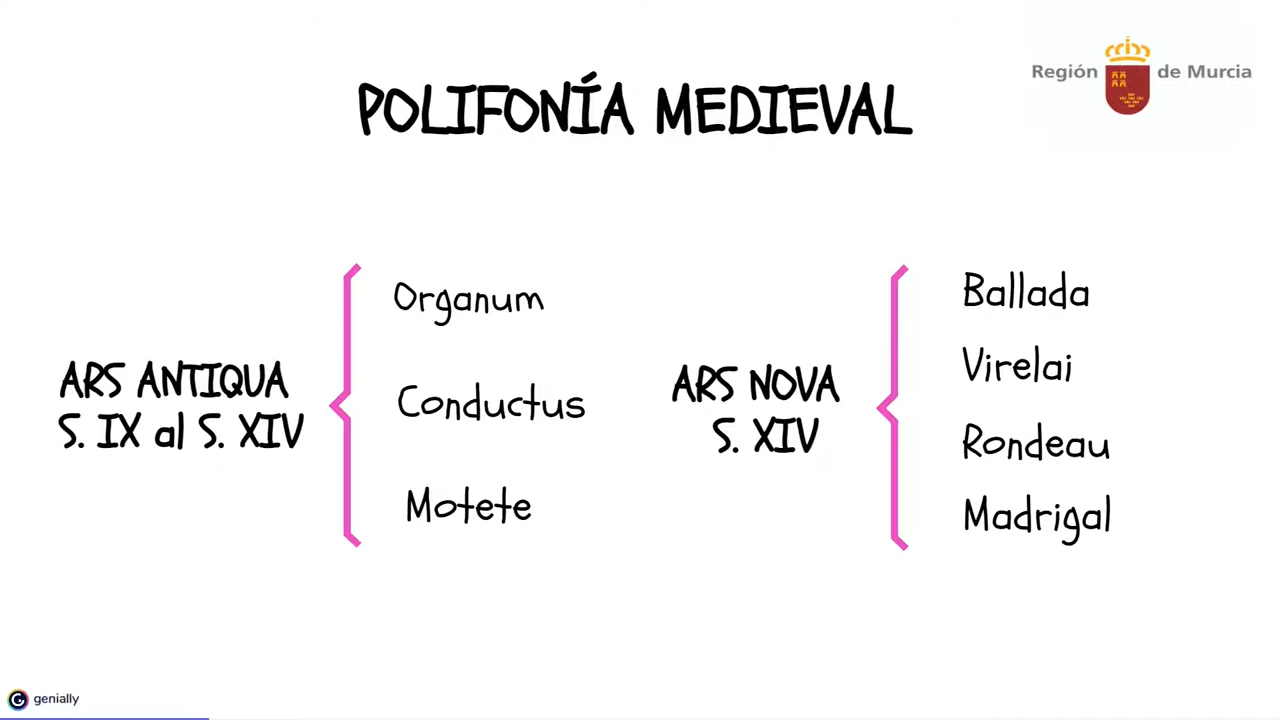 Región de Murcia
POLIFONÍA MEDIEVAL
ARS ANTIQUA
S. IX al S. XIV
Organum
Conductus
Motete
ARS NOVA
S. XIV
Ballada
Virelai
Rondeau
Madrigal
genially